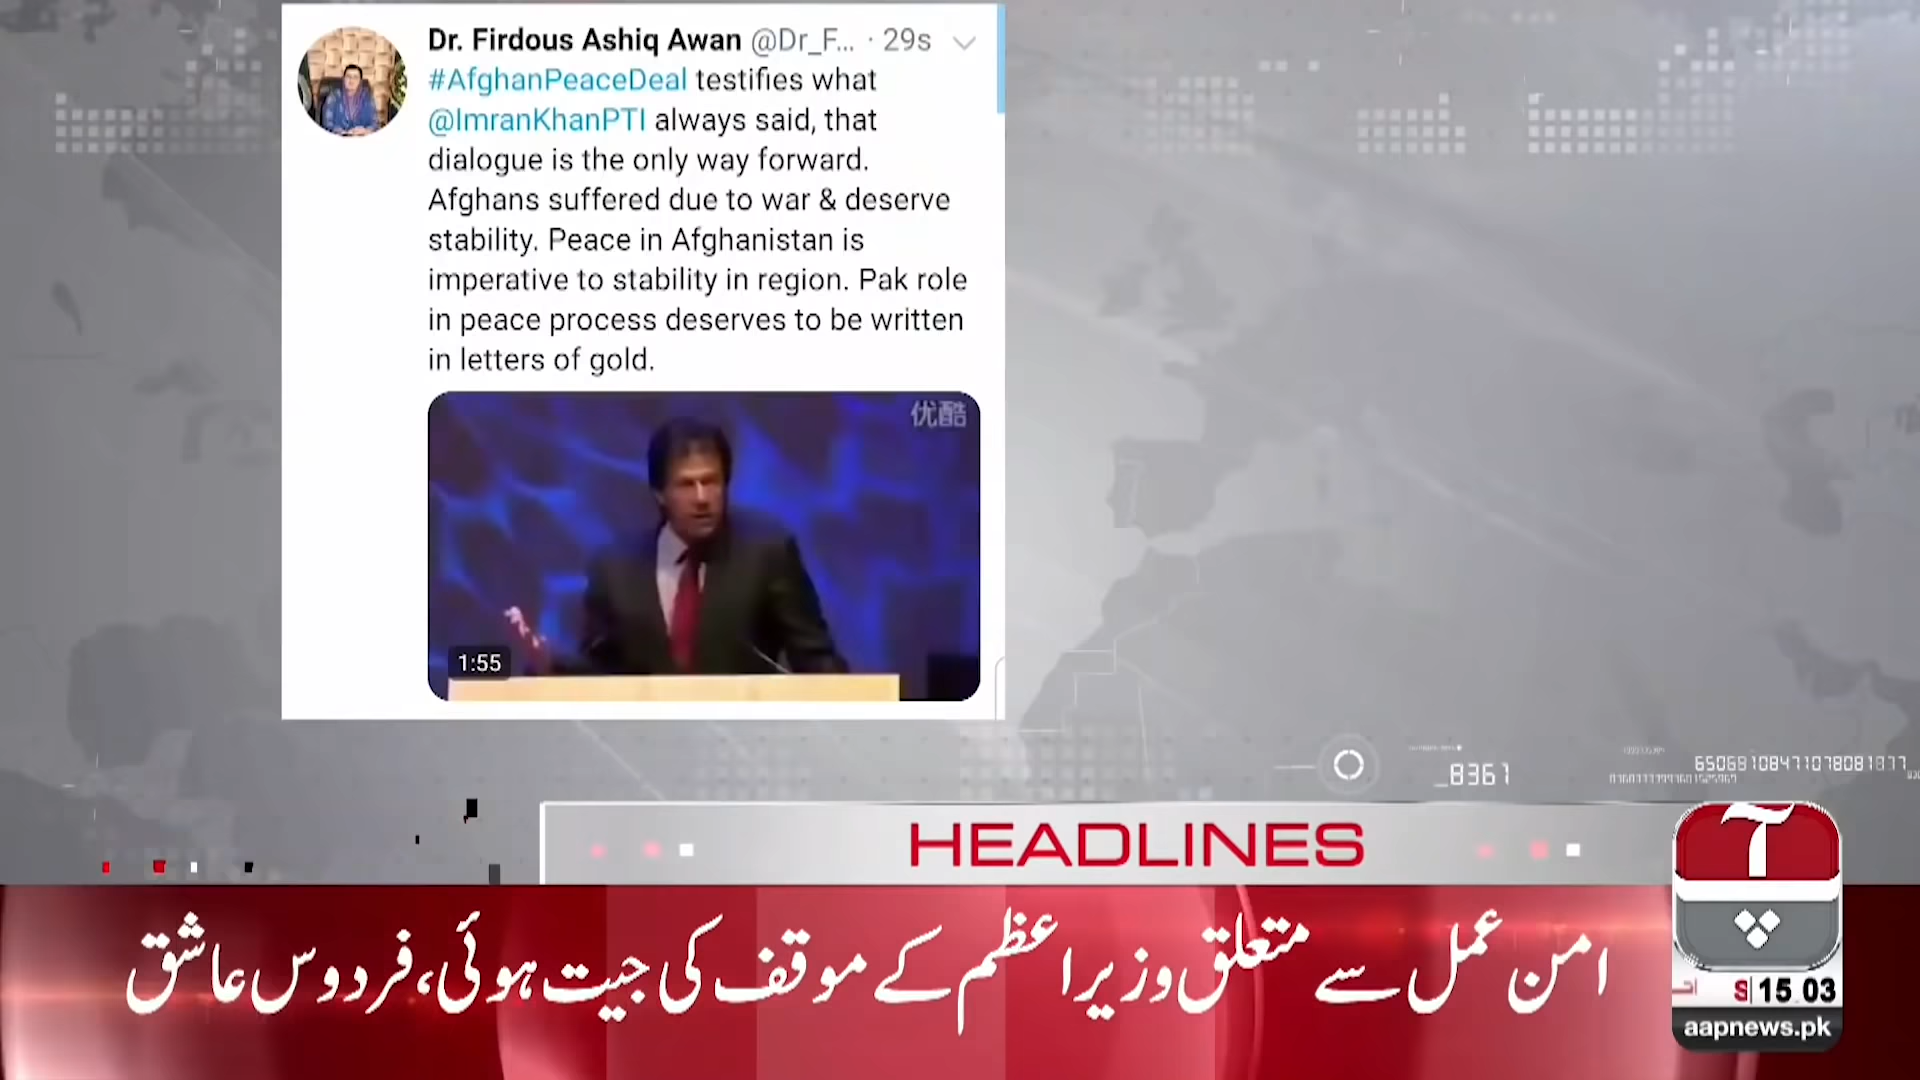 Dr. Firdous Ashiq Awan @Dr_F... · 29s
#AfghanPeaceDeal testifies what
@ImranKhanPTI always said, that
dialogue is the only way forward.
Afghans suffered due to war & deserve
stability. Peace in Afghanistan is
imperative to stability in region. Pak role
in peace process deserves to be written
in letters of gold.
优酷
1:55
_8361
65068108471078081877
HEADLINES
امن عمل سے متعلق وزیراعظم کے موقف کی جیت ہوئی، فردوس عاشق
آپ
15 03
aapnews.pk